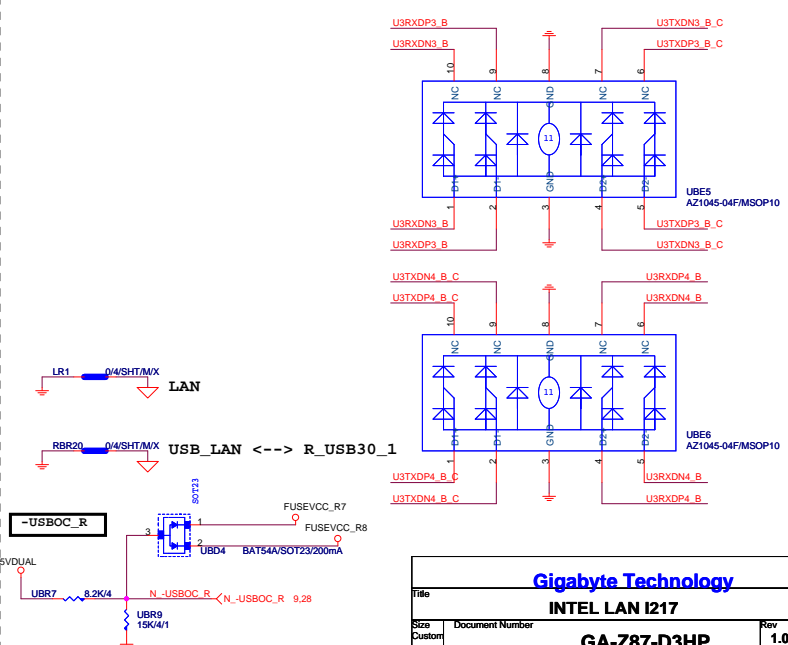 U3RXDP3_B
U3TXDN3_B_C
U3RXDN3_B
U3TXDP3_B_C
10 9 8 7 6
NC NC GND NC NC
11
D1+ D1- GND D2+ D2-
1 2 3 4 5
UBE5
AZ1045-04F/MSOP10
U3RXDN3_B
U3TXDP3_B_C
U3RXDP3_B
U3TXDN3_B_C
U3TXDN4_B_C
U3RXDP4_B
U3TXDP4_B_C
U3RXDN4_B
10 9 8 7 6
NC NC GND NC NC
11
D1+ D1- GND D2+ D2-
1 2 3 4 5
UBE6
AZ1045-04F/MSOP10
U3TXDP4_B_C
U3RXDN4_B
U3TXDN4_B_C
U3RXDP4_B
LR1 0/4/SHT/M/X
LAN
RBR20 0/4/SHT/M/X
USB_LAN <--> R_USB30_1
-USBOC_R
SOT23
3
1
2
FUSEVCC_R7
FUSEVCC_R8
UBD4 BAT54A/SOT23/200mA
5VDUAL
UBR7 8.2K/4
N_-USBOC_R
N_-USBOC_R 9,28
UBR9
15K/4/1
Gigabyte Technology
Title
INTEL LAN I217
Size
Custom
Document Number
GA-Z87-D3HP
Rev
1.0